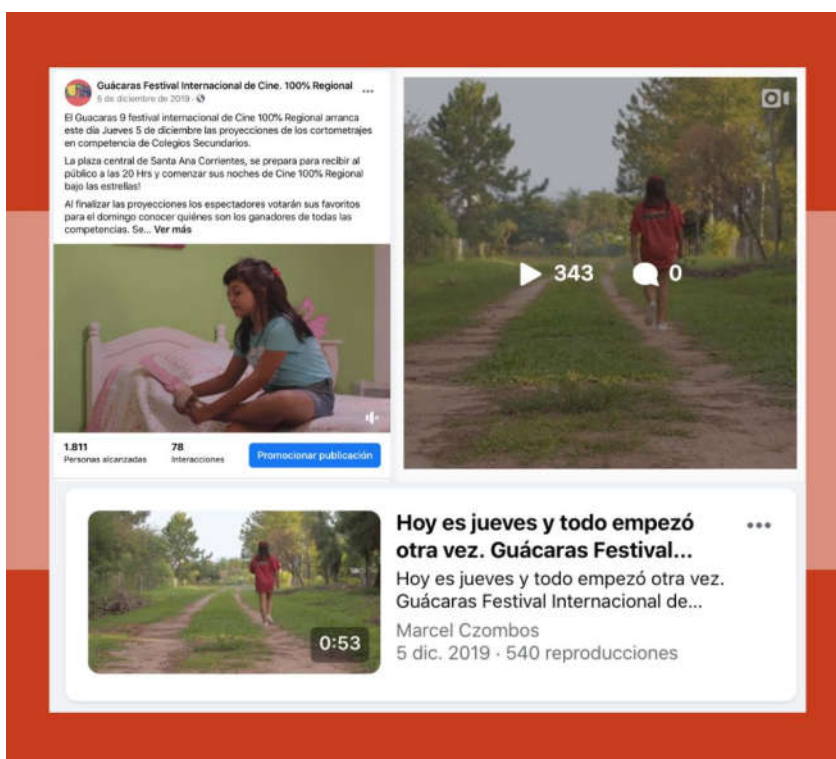 Guácaras Festival Internacional de Cine. 100% Regional
5 de diciembre de 2019 ·
El Guacaras 9 festival internacional de Cine 100% Regional arranca
este día Jueves 5 de diciembre las proyecciones de los cortometrajes
en competencia de Colegios Secundarios.
La plaza central de Santa Ana Corrientes, se prepara para recibir al
público a las 20 Hrs y comenzar sus noches de Cine 100% Regional
bajo las estrellas!
Al finalizar las proyecciones los espectadores votarán sus favoritos
para el domingo conocer quiénes son los ganadores de todas las
competencias. Se... Ver más
1.811
Personas alcanzadas
78
Interacciones
Promocionar publicación
343
0
0:53
Hoy es jueves y todo empezó
otra vez. Guácaras Festival...
Hoy es jueves y todo empezó otra vez.
Guácaras Festival Internacional de...
Marcel Czombos
5 dic. 2019 · 540 reproducciones